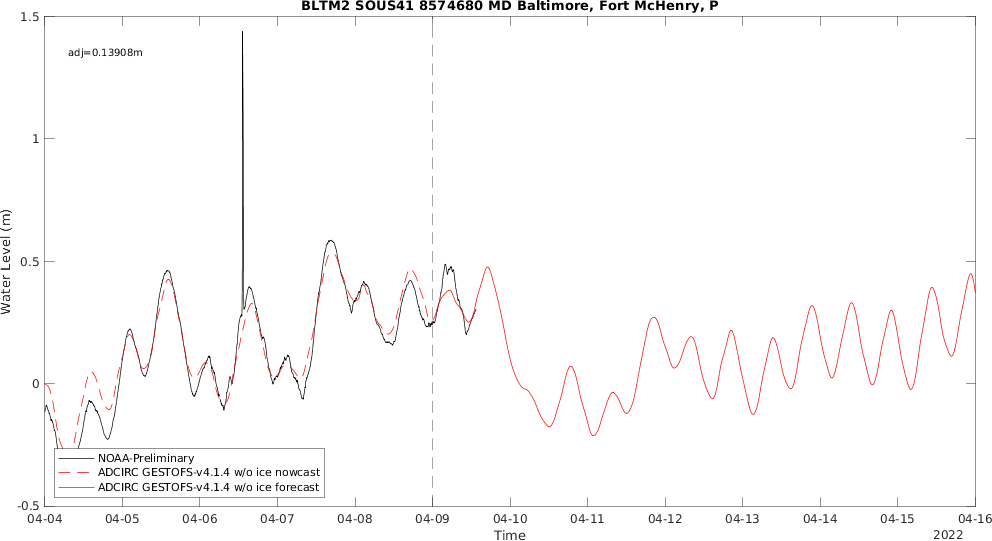 BLTM2 SOUS41 8574680 MD Baltimore, Fort McHenry, P
adj=0.13908m
Water Level (m)
1.5
1
0.5
0
-0.5
NOAA-Preliminary
ADCIRC GESTOFS-v4.1.4 w/o ice nowcast
ADCIRC GESTOFS-v4.1.4 w/o ice forecast
04-04 04-05 04-06 04-07 04-08 04-09 04-10 04-11 04-12 04-13 04-14 04-15 04-16
Time
2022